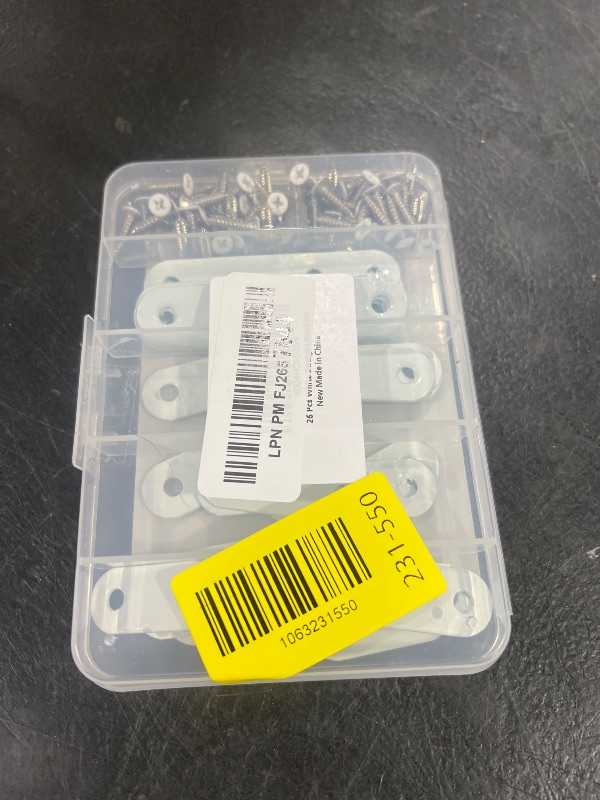 LPN PM FJ26
26 Pcs
New Made in China
231-550
1063231550